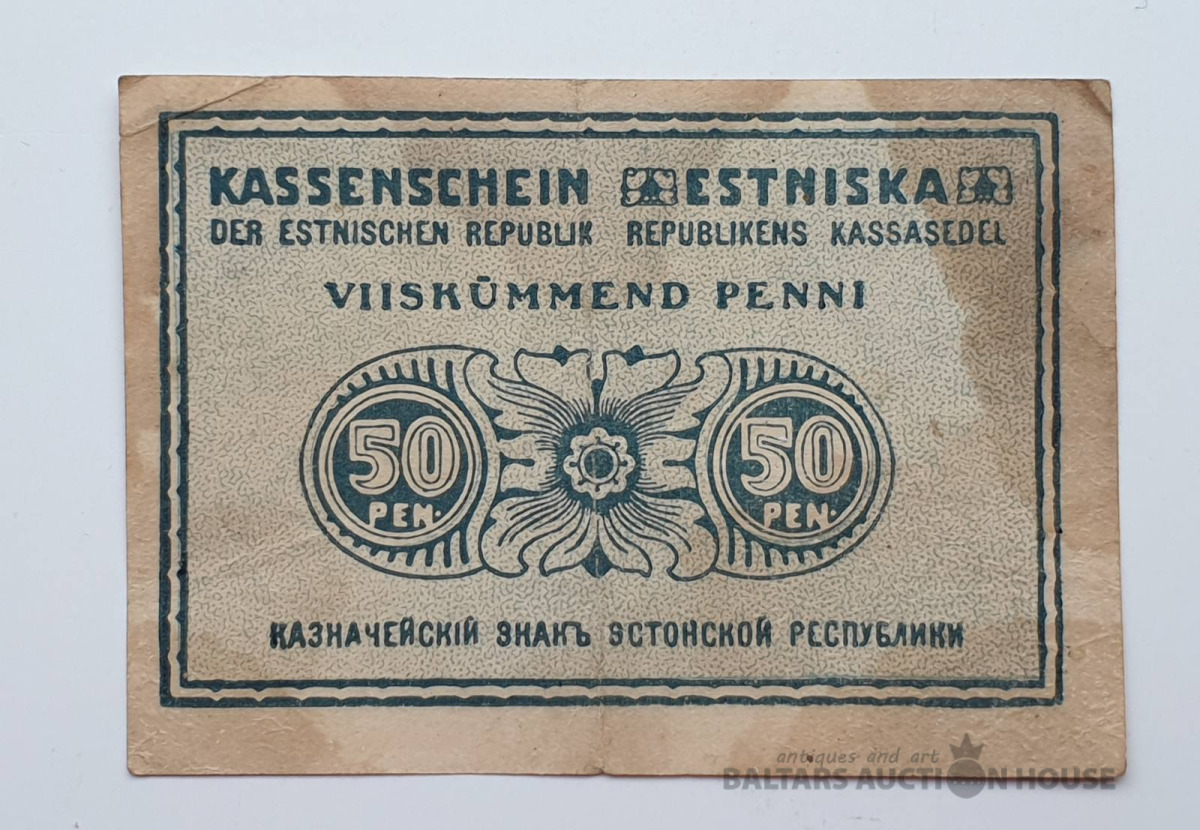 KASSENSCHEIN ESTNISKA
DER ESTNISCHEN REPUBLIK REPUBLIKENS KASSASEDEL
VIISKÜMMEND PENNI
50 50
PEN. PEN.
КАЗНАЧЕЙСКІЙ ЗНАКЪ ЭСТОНСКОЙ РЕСПУБЛИКИ
antiques and art
BALTARS AUCTION HOUSE